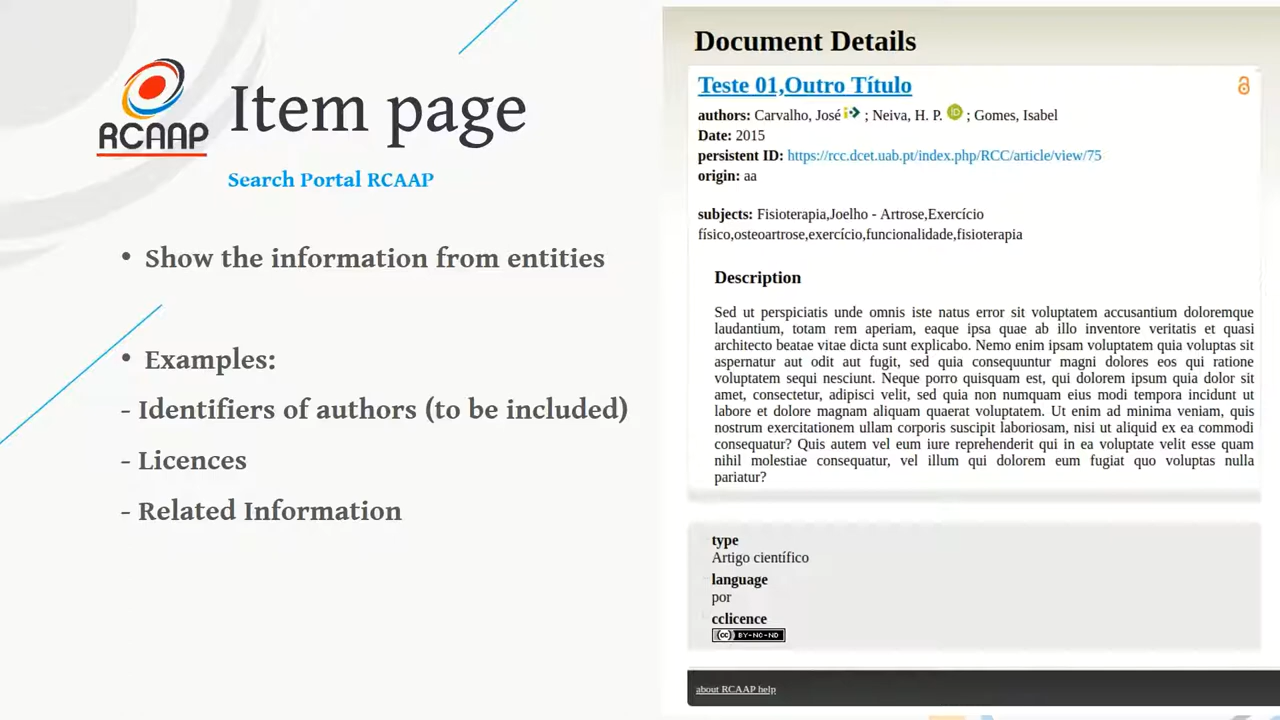 RCAAP
Item page
Search Portal RCAAP
• Show the information from entities
• Examples:
- Identifiers of authors (to be included)
- Licences
- Related Information
Document Details
Teste 01,Outro Título
authors: Carvalho, José ; Neiva, H. P. iD ; Gomes, Isabel
Date: 2015
persistent ID: https://rcc.dcet.uab.pt/index.php/RCC/article/view/75
origin: aa
subjects: Fisioterapia,Joelho - Artrose,Exercício
físico,osteoartrose,exercício,funcionalidade,fisioterapia
Description
Sed ut perspiciatis unde omnis iste natus error sit voluptatem accusantium doloremque
laudantium, totam rem aperiam, eaque ipsa quae ab illo inventore veritatis et quasi
architecto beatae vitae dicta sunt explicabo. Nemo enim ipsam voluptatem quia voluptas sit
aspernatur aut odit aut fugit, sed quia consequuntur magni dolores eos qui ratione
voluptatem sequi nesciunt. Neque porro quisquam est, qui dolorem ipsum quia dolor sit
amet, consectetur, adipisci velit, sed quia non numquam eius modi tempora incidunt ut
labore et dolore magnam aliquam quaerat voluptatem. Ut enim ad minima veniam, quis
nostrum exercitationem ullam corporis suscipit laboriosam, nisi ut aliquid ex ea commodi
consequatur? Quis autem vel eum iure reprehenderit qui in ea voluptate velit esse quam
nihil molestiae consequatur, vel illum qui dolorem eum fugiat quo voluptas nulla
pariatur?
type
Artigo científico
language
por
cclicence
cc BY-NC-ND
about RCAAP help